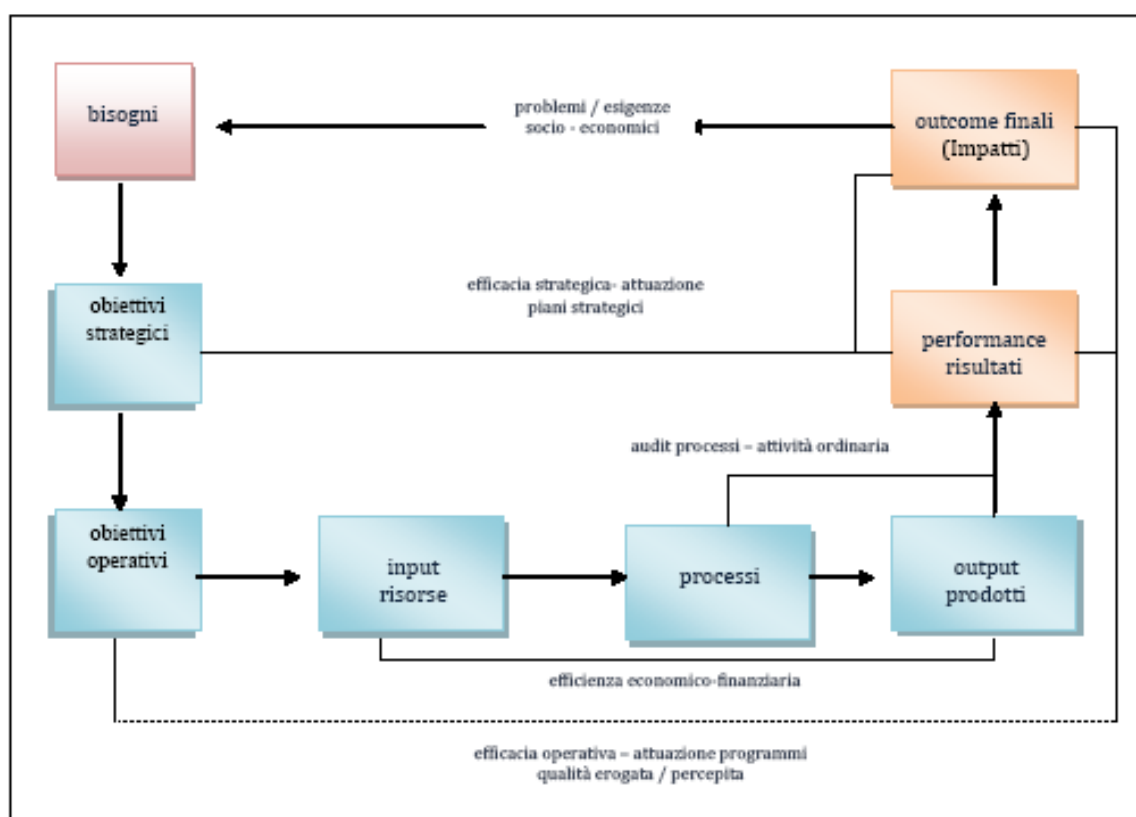 bisogni
problemi / esigenze
socio - economici
outcome finali
(Impatti)
efficacia strategica- attuazione
piani strategici
obiettivi
strategici
performance
risultati
audit processi – attività ordinaria
obiettivi
operativi
input
risorse
processi
output
prodotti
efficienza economico-finanziaria
efficacia operativa – attuazione programmi
qualità erogata / percepita